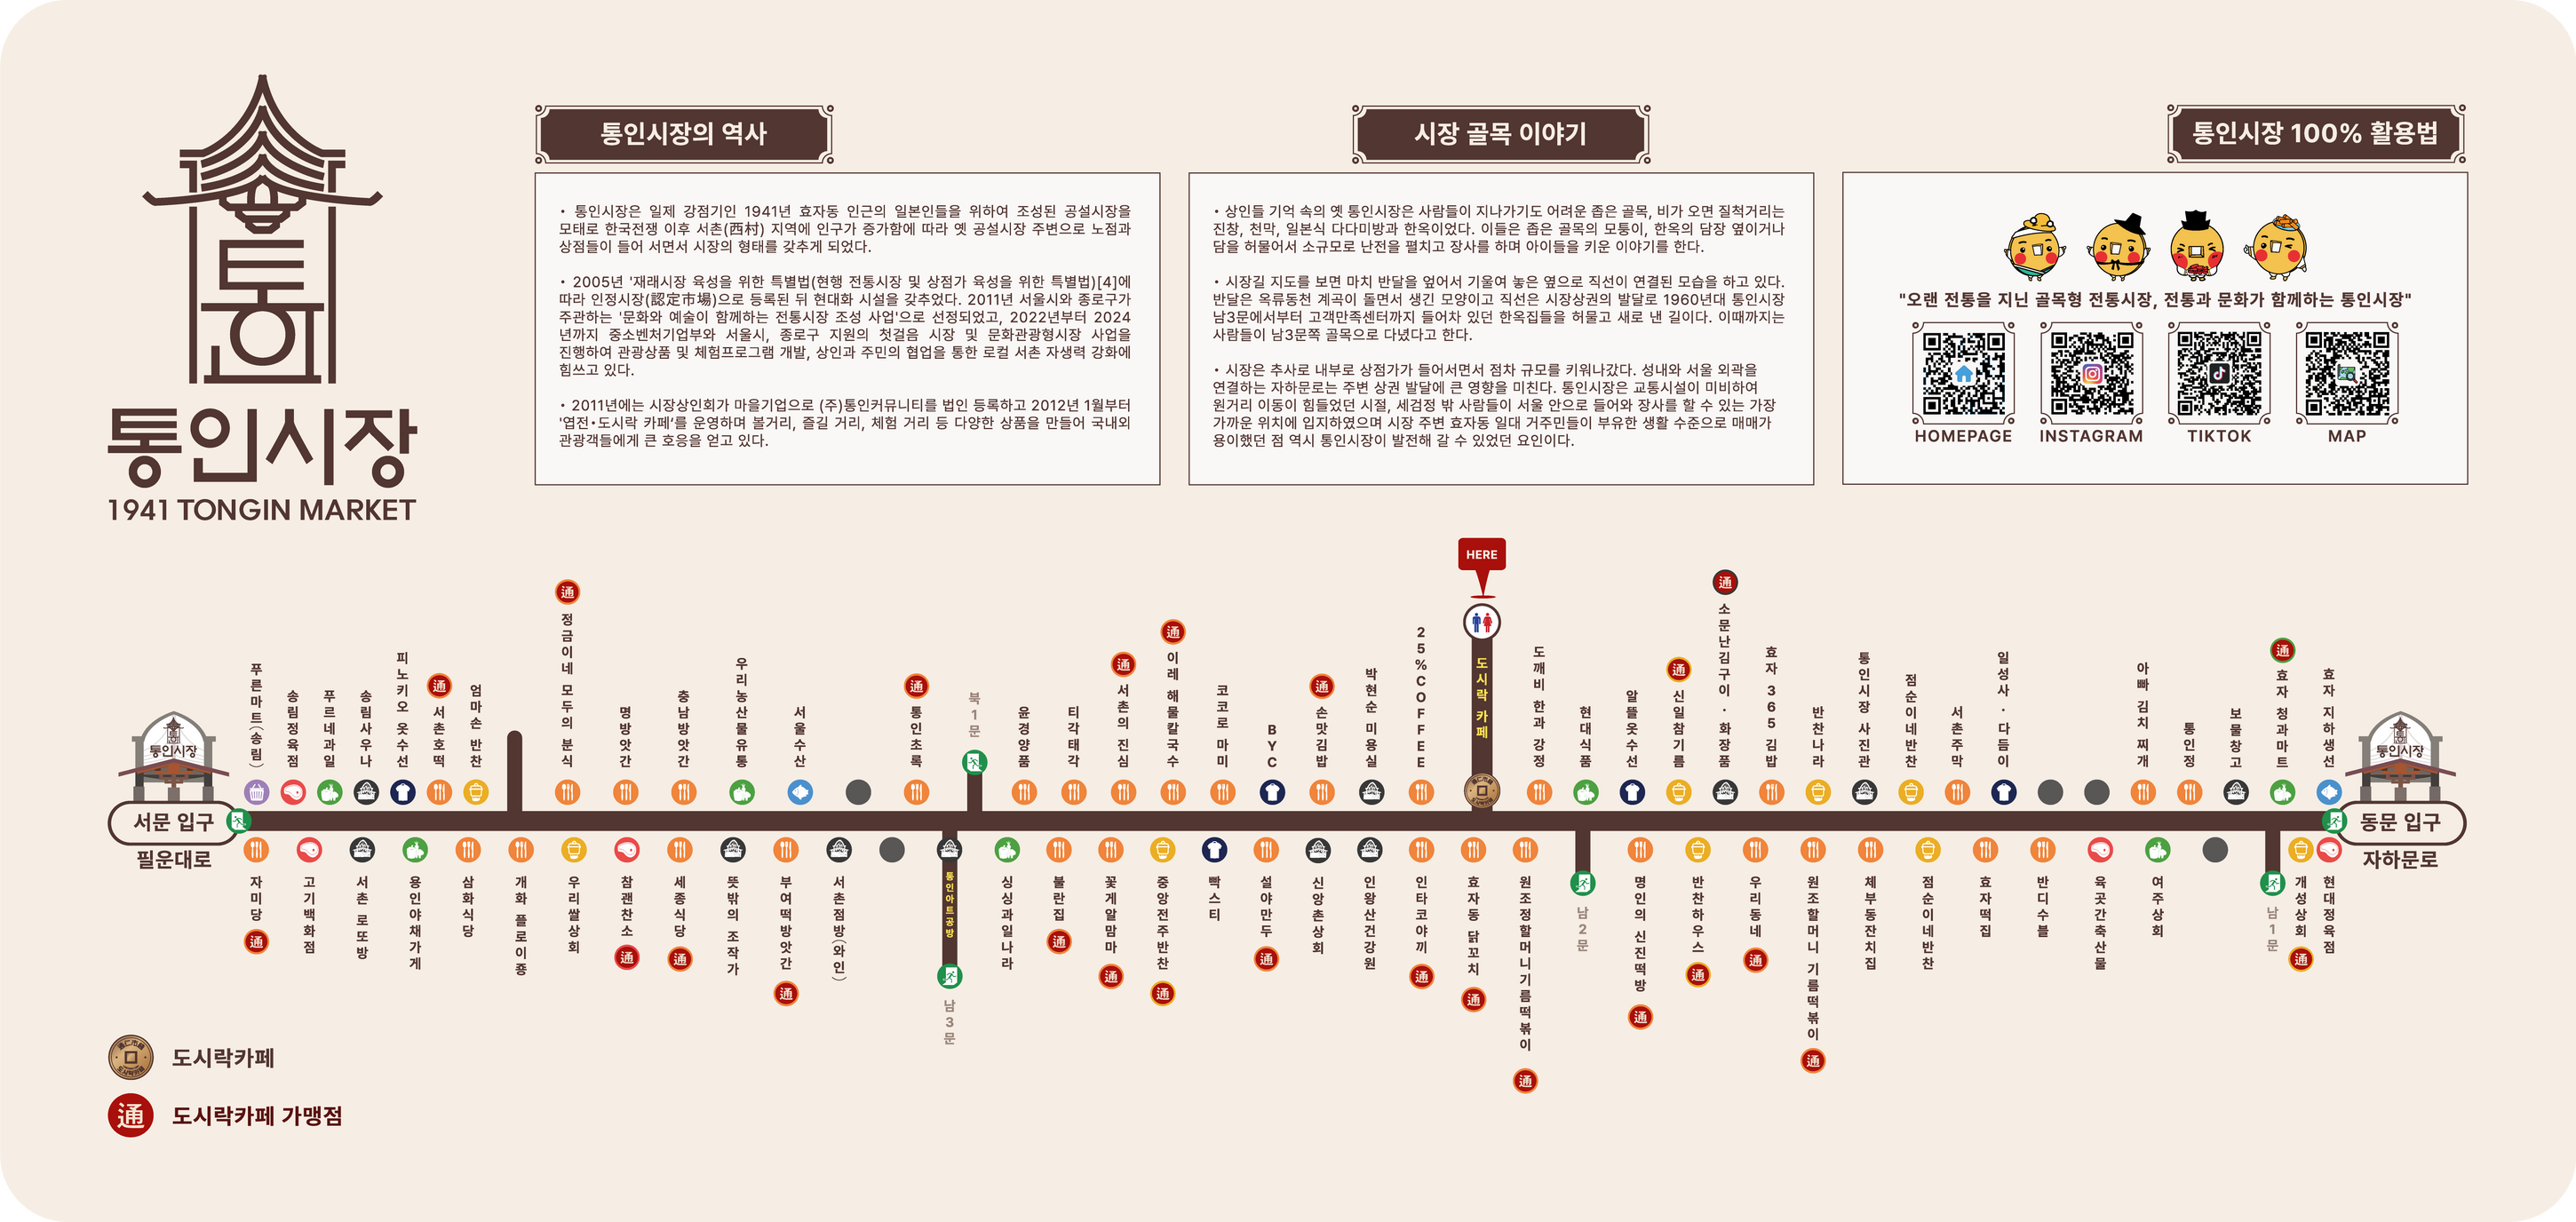 통
통인시장
1941 TONGIN MARKET
통인시장의 역사
• 통인시장은 일제 강점기인 1941년 효자동 인근의 일본인들을 위하여 조성된 공설시장을
모태로 한국전쟁 이후 서촌(西村) 지역에 인구가 증가함에 따라 옛 공설시장 주변으로 노점과
상점들이 들어 서면서 시장의 형태를 갖추게 되었다.
• 2005년 '재래시장 육성을 위한 특별법(현행 전통시장 및 상점가 육성을 위한 특별법)[4]에
따라 인정시장(認定市場)으로 등록된 뒤 현대화 시설을 갖추었다. 2011년 서울시와 종로구가
주관하는 '문화와 예술이 함께하는 전통시장 조성 사업'으로 선정되었고, 2022년부터 2024
년까지 중소벤처기업부와 서울시, 종로구 지원의 첫걸음 시장 및 문화관광형시장 사업을
진행하여 관광상품 및 체험프로그램 개발, 상인과 주민의 협업을 통한 로컬 서촌 자생력 강화에
힘쓰고 있다.
• 2011년에는 시장상인회가 마을기업으로 (주)통인커뮤니티를 법인 등록하고 2012년 1월부터
'엽전•도시락 카페'를 운영하며 볼거리, 즐길 거리, 체험 거리 등 다양한 상품을 만들어 국내외
관광객들에게 큰 호응을 얻고 있다.
시장 골목 이야기
• 상인들 기억 속의 옛 통인시장은 사람들이 지나가기도 어려운 좁은 골목, 비가 오면 질척거리는
진창, 천막, 일본식 다다미방과 한옥이었다. 이들은 좁은 골목의 모퉁이, 한옥의 담장 옆이거나
담을 허물어서 소규모로 난전을 펼치고 장사를 하며 아이들을 키운 이야기를 한다.
• 시장길 지도를 보면 마치 반달을 엎어서 기울여 놓은 옆으로 직선이 연결된 모습을 하고 있다.
반달은 옥류동천 계곡이 돌면서 생긴 모양이고 직선은 시장상권의 발달로 1960년대 통인시장
남3문에서부터 고객만족센터까지 들어차 있던 한옥집들을 허물고 새로 낸 길이다. 이때까지는
사람들이 남3문쪽 골목으로 다녔다고 한다.
• 시장은 추사로 내부로 상점가가 들어서면서 점차 규모를 키워나갔다. 성내와 서울 외곽을
연결하는 자하문로는 주변 상권 발달에 큰 영향을 미친다. 통인시장은 교통시설이 미비하여
원거리 이동이 힘들었던 시절, 세검정 밖 사람들이 서울 안으로 들어와 장사를 할 수 있는 가장
가까운 위치에 입지하였으며 시장 주변 효자동 일대 거주민들이 부유한 생활 수준으로 매매가
용이했던 점 역시 통인시장이 발전해 갈 수 있었던 요인이다.
통인시장 100% 활용법
"오랜 전통을 지닌 골목형 전통시장, 전통과 문화가 함께하는 통인시장"
HOMEPAGE
INSTAGRAM
TIKTOK
MAP
HERE
푸른마트(송림)
송림정육점
푸르네과일
송림사우나
피노키오 옷수선
通
서촌호떡
엄마손 반찬
通
정금이네 모두의 분식
명방앗간
충남방앗간
우리농산물유통
서울수산
通
통인초록
북1문
윤경양품
티각태각
通
서촌의 진심
通
이레 해물칼국수
코코로 마미
BYC
通
손맛김밥
박현순 미용실
25%COFFEE
도시락 카페
도깨비 한과 강정
현대식품
알뜰옷수선
通
신일참기름
通
소문난김구이 · 화장품
효자 365 김밥
반찬나라
통인시장 사진관
점순이네반찬
서촌주막
일성사 · 다듬이
아빠 김치 찌개
통인정
보물창고
通
효자 청과마트
효자 지하생선
통인시장
서문 입구
필운대로
통인시장
동문 입구
자하문로
자미당
通
고기백화점
서촌 로또방
용인야채가게
삼화식당
개화 플로이죵
우리쌀상회
참괜찬소
通
세종식당
通
뜻밖의 조작가
부여떡방앗간
通
서촌점방(와인)
통인아트공방
남3문
싱싱과일나라
불란집
通
꽃게알맘마
通
중앙전주반찬
通
빡스티
설야만두
通
신앙촌상회
인왕산건강원
인타코야끼
通
효자동 닭꼬치
通
원조정할머니기름떡볶이
通
남2문
명인의 신진떡방
通
반찬하우스
通
우리동네
通
원조할머니 기름떡볶이
通
체부동잔치집
점순이네반찬
효자떡집
반디수블
육곳간축산물
여주상회
남1문
개성상회
通
현대정육점
도시락카페
通
도시락카페 가맹점